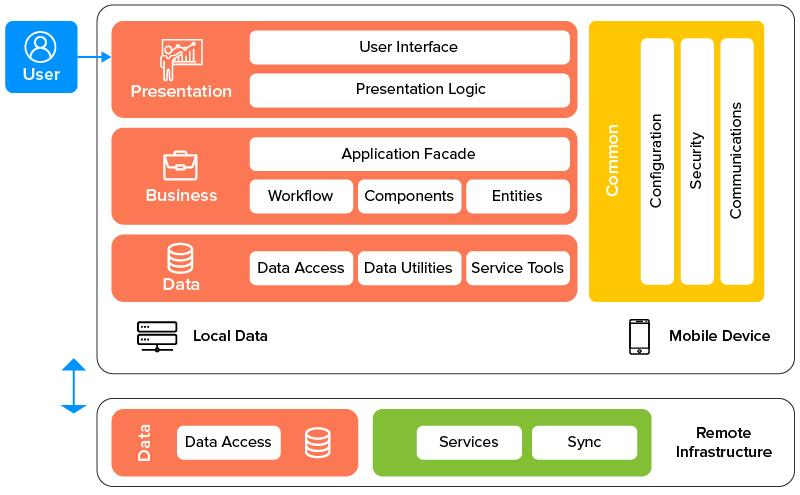 User
Presentation
User Interface
Presentation Logic
Business
Application Facade
Workflow
Components
Entities
Data
Data Access
Data Utilities
Service Tools
Common
Configuration
Security
Communications
Local Data
Mobile Device
Data
Data Access
Services
Sync
Remote
Infrastructure